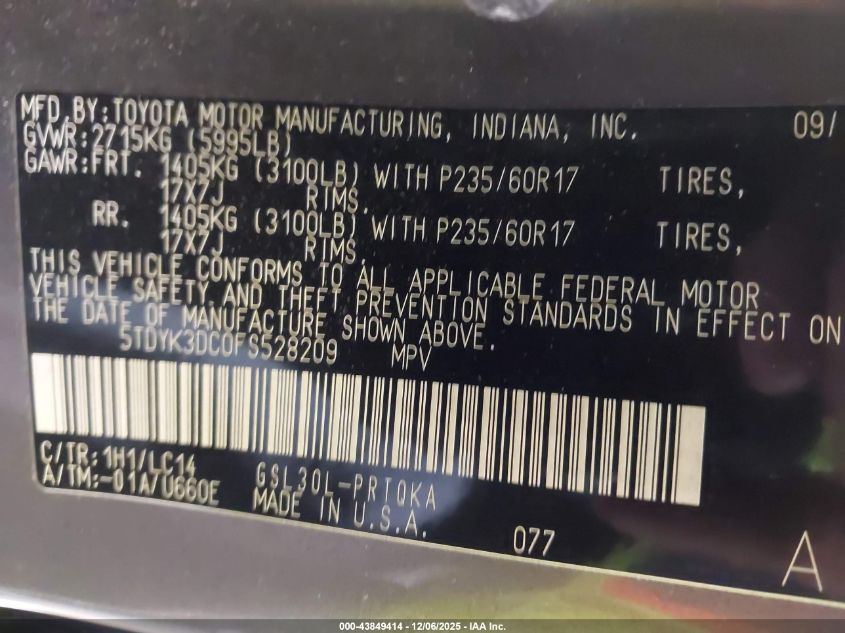 MFD.BY:TOYOTA MOTOR MANUFACTURING, INDIANA, INC. 09/
GVWR:2715KG (5995LB)
GAWR:FRT. 1405KG (3100LB) WITH P235/60R17 TIRES,
17X7J RIMS,
RR. 1405KG (3100LB) WITH P235/60R17 TIRES,
17X7J RIMS
THIS VEHICLE CONFORMS TO ALL APPLICABLE FEDERAL MOTOR
VEHICLE SAFETY AND THEFT PREVENTION STANDARDS IN EFFECT ON
THE DATE OF MANUFACTURE SHOWN ABOVE.
5TDYK3DC0FS528209 MPV
C/TR:1H1/LC14
A/TM:-01A/U660E GSL30L-PRTQKA
MADE IN U.S.A.
077
A
000-43849414 - 12/06/2025 - IAA Inc.